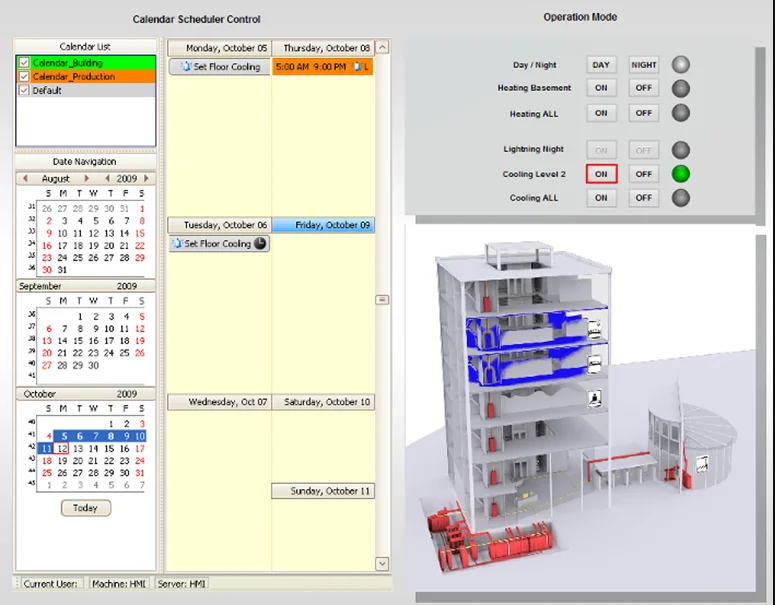 Calendar Scheduler Control
Operation Mode
Calendar List
Calendar_Building
Calendar_Production
Default
Date Navigation
August 2009
S M T W T F S
31 26 27 28 29 30 31 1
32 2 3 4 5 6 7 8
33 9 10 11 12 13 14 15
34 16 17 18 19 20 21 22
35 23 24 25 26 27 28 29
36 30 31
September 2009
S M T W T F S
36 1 2 3 4 5
37 6 7 8 9 10 11 12
38 13 14 15 16 17 18 19
39 20 21 22 23 24 25 26
40 27 28 29 30
41
October 2009
S M T W T F S
40 1 2 3
41 4 5 6 7 8 9 10
42 11 12 13 14 15 16 17
43 18 19 20 21 22 23 24
44 25 26 27 28 29 30 31
45 1 2 3 4 5 6 7
Today
Monday, October 05
Set Floor Cooling
Thursday, October 08
5:00 AM 9:00 PM L
Tuesday, October 06
Set Floor Cooling
Friday, October 09
Wednesday, Oct 07
Saturday, October 10
Sunday, October 11
Day / Night DAY NIGHT
Heating Basement ON OFF
Heating ALL ON OFF
Lightning Night ON OFF
Cooling Level 2 ON OFF
Cooling ALL ON OFF
Current User: Machine: HMI Server: HMI